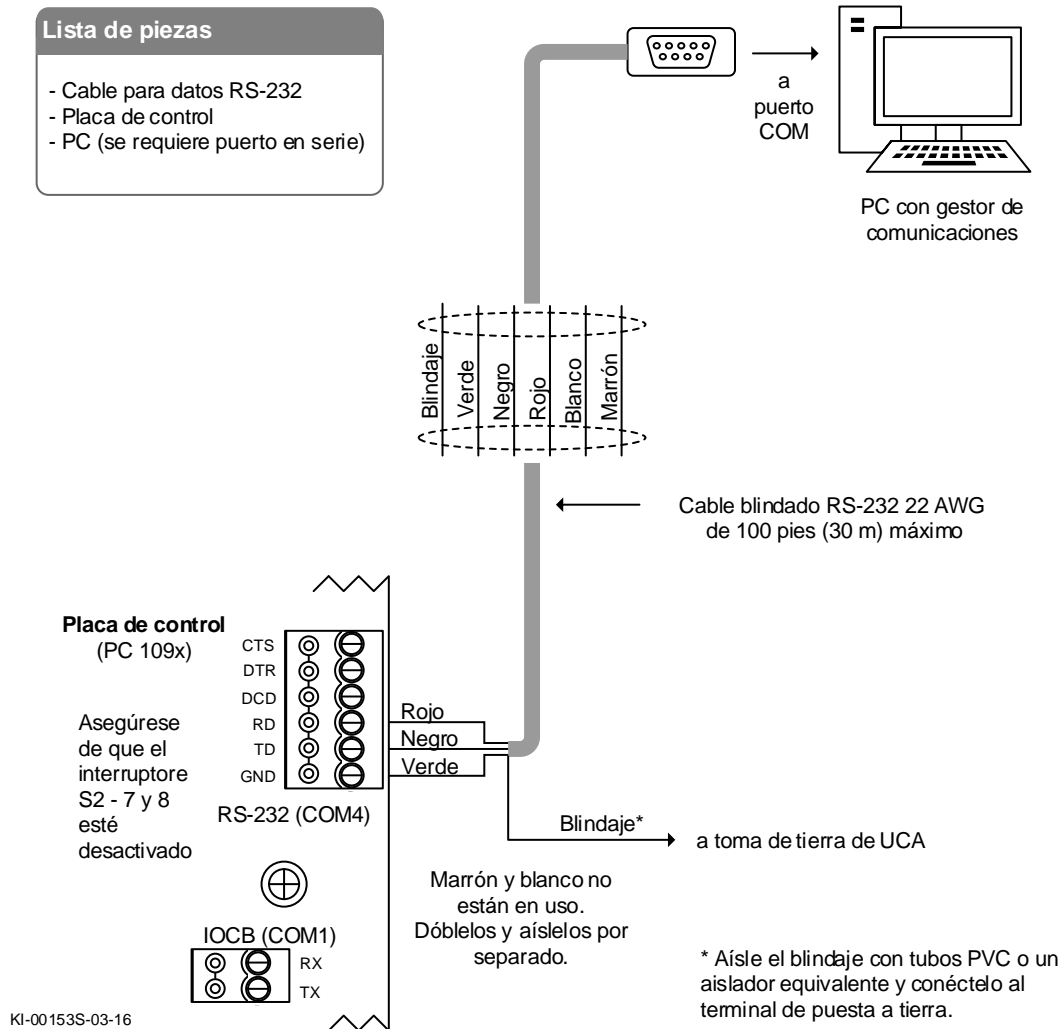 Lista de piezas
- Cable para datos RS-232
- Placa de control
- PC (se requiere puerto en serie)
a
puerto
COM
PC con gestor de
comunicaciones
Blindaje
Verde
Negro
Rojo
Blanco
Marrón
Cable blindado RS-232 22 AWG
de 100 pies (30 m) máximo
Placa de control
(PC 109x)
Asegúrese
de que el
interruptore
S2 - 7 y 8
esté
desactivado
CTS
DTR
DCD
RD
TD
GND
RS-232 (COM4)
Rojo
Negro
Verde
Blindaje*
a toma de tierra de UCA
Marrón y blanco no
están en uso.
Dóblelos y aíslelos por
separado.
IOCB (COM1)
RX
TX
* Aísle el blindaje con tubos PVC o un
aislador equivalente y conéctelo al
terminal de puesta a tierra.
KI-00153S-03-16